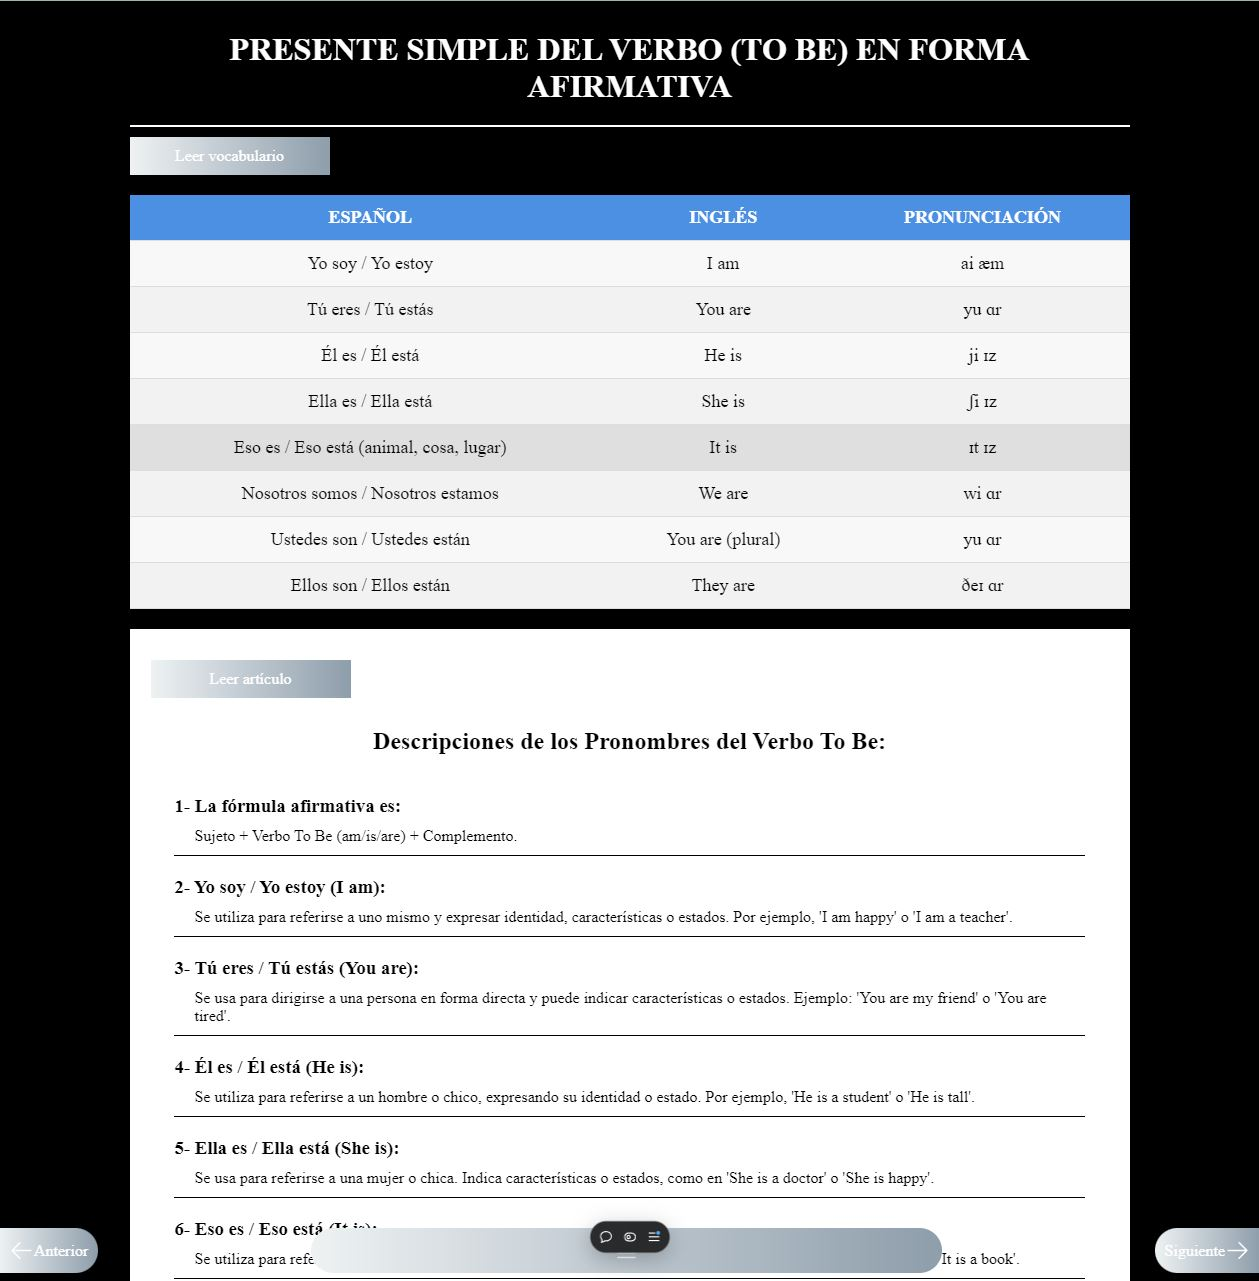 PRESENTE SIMPLE DEL VERBO (TO BE) EN FORMA
AFIRMATIVA
Leer vocabulario
ESPAÑOL INGLÉS PRONUNCIACIÓN
Yo soy / Yo estoy I am ai æm
Tú eres / Tú estás You are yu ɑr
Él es / Él está He is ji ɪz
Ella es / Ella está She is ʃi ɪz
Eso es / Eso está (animal, cosa, lugar) It is ɪt ɪz
Nosotros somos / Nosotros estamos We are wi ɑr
Ustedes son / Ustedes están You are (plural) yu ɑr
Ellos son / Ellos están They are ðeɪ ɑr
Leer artículo
Descripciones de los Pronombres del Verbo To Be:
1- La fórmula afirmativa es:
Sujeto + Verbo To Be (am/is/are) + Complemento.
2- Yo soy / Yo estoy (I am):
Se utiliza para referirse a uno mismo y expresar identidad, características o estados. Por ejemplo, 'I am happy' o 'I am a teacher'.
3- Tú eres / Tú estás (You are):
Se usa para dirigirse a una persona en forma directa y puede indicar características o estados. Ejemplo: 'You are my friend' o 'You are
tired'.
4- Él es / Él está (He is):
Se utiliza para referirse a un hombre o chico, expresando su identidad o estado. Por ejemplo, 'He is a student' o 'He is tall'.
5- Ella es / Ella está (She is):
Se usa para referirse a una mujer o chica. Indica características o estados, como en 'She is a doctor' o 'She is happy'.
6- Eso es / Eso está (It is):
Se utiliza para It is a book'.
Anterior
Siguiente